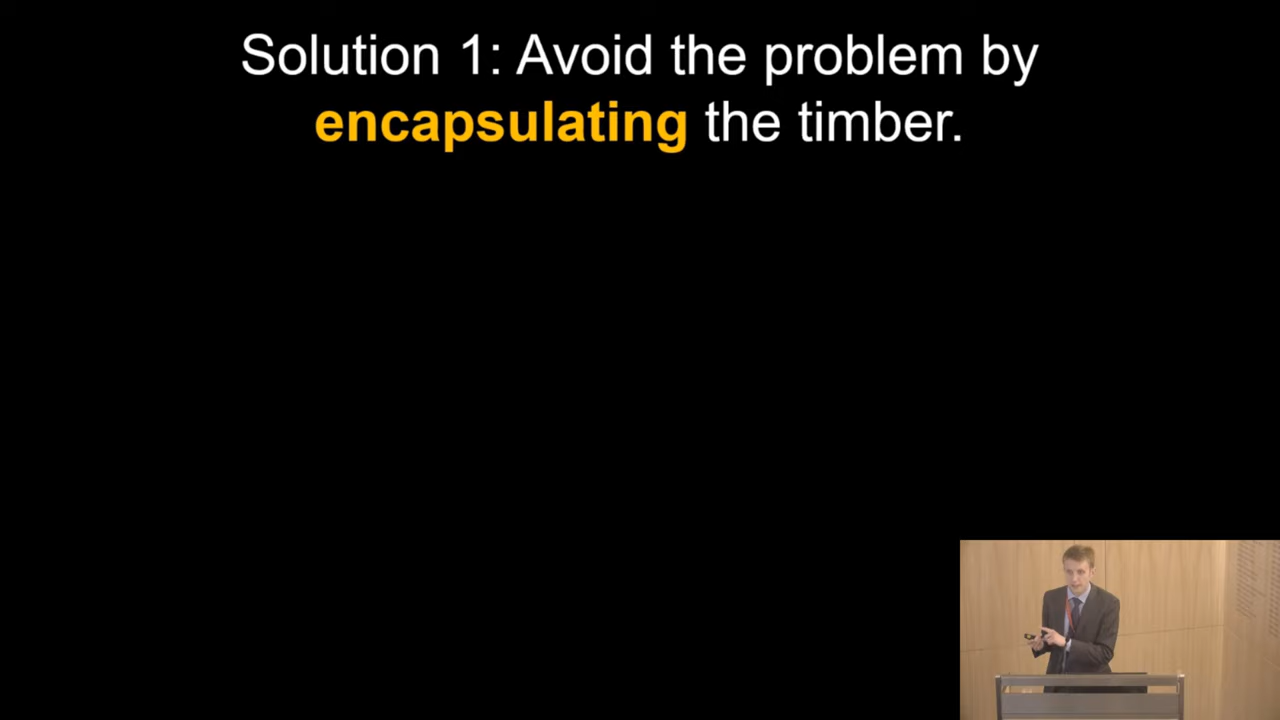 Solution 1: Avoid the problem by
encapsulating the timber.